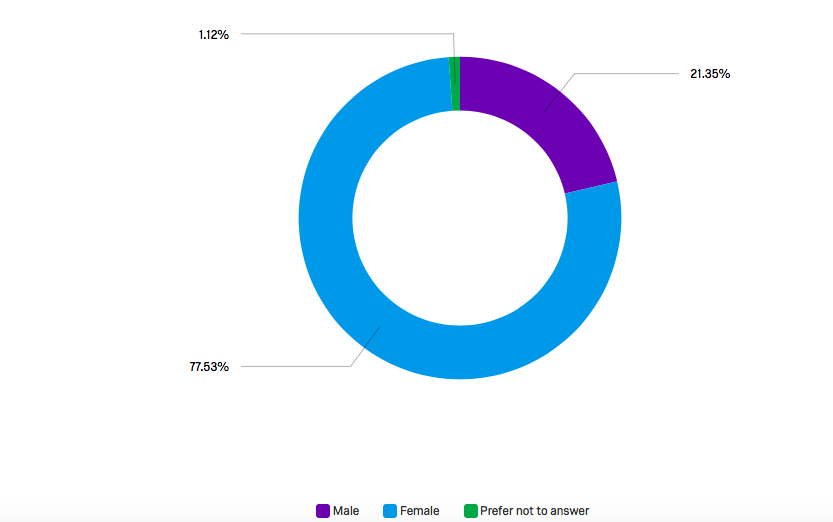 1.12%
21.35%
77.53%
Male Female Prefer not to answer